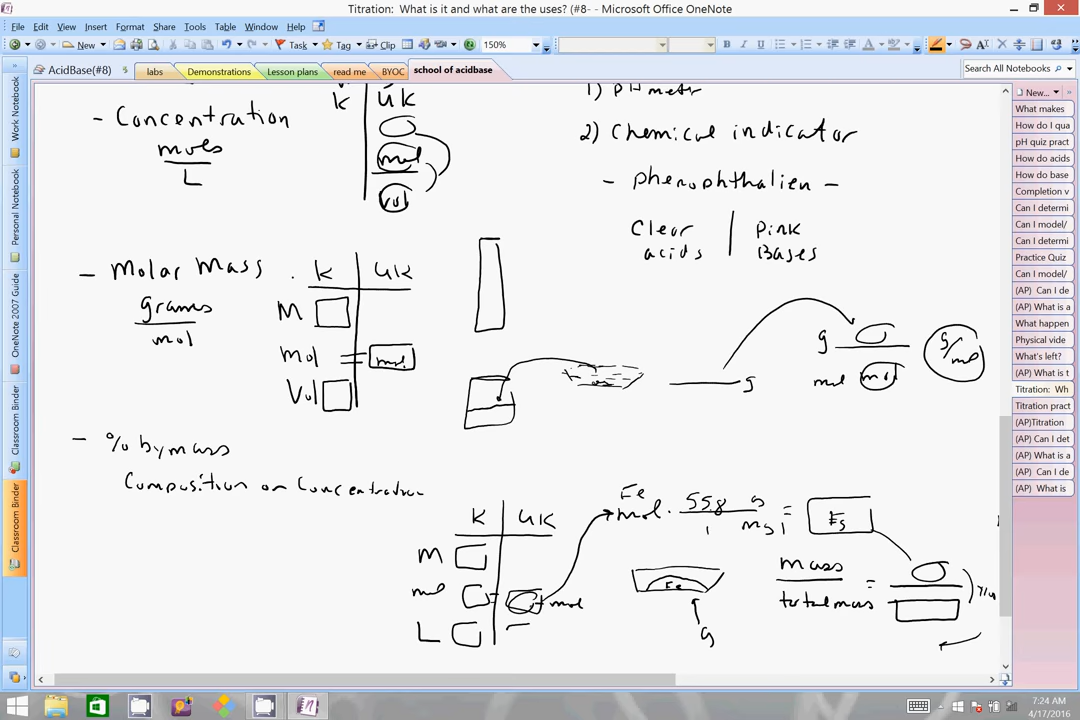 Titration: What is it and what are the uses? (#8- - Microsoft Office OneNote
File Edit View Insert Format Share Tools Table Window Help
Back New Task Tag Clip 150%
AcidBase(#8) labs Demonstrations Lesson plans read me BYOC school of acidbase Search All Notebooks
Work Notebook
Personal Notebook
OneNote 2007 Guide
Classroom Binder
Classroom Binder
K UK
- Concentration
mols
L
mol
vol
1) pH metr
2) Chemical indicator
- phenophthalien -
Clear | Pink
acids | Bases
- Molar Mass
grams
mol
K UK
M
mol = mol
Vol
g
g
mol mol
g/mol
- % by mass
Composition or Concentration
K UK
M
mol = mol
L
Fe
mol · 55.8 g = Fe g
1 mol
Fe
g
mass
total mass =
New...
What makes
How do I qua
pH quiz pract
How do acids
How do base
Completion v
Can I determi
Can I model/
Can I determi
Practice Quiz
Can I model/
(AP) Can I de
(AP) What is a
What happen
Physical vide
What's left?
(AP) What is t
Titration: Wh
Titration pract
(AP)Titration
(AP) Can I det
(AP) What is a
(AP) Can I de
(AP) What is
7:24 AM
4/17/2016